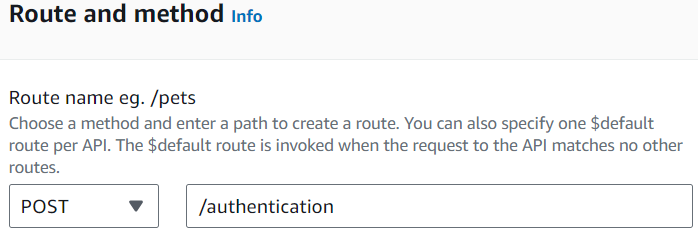 Route and method Info
Route name eg. /pets
Choose a method and enter a path to create a route. You can also specify one $default
route per API. The $default route is invoked when the request to the API matches no other
routes.
POST /authentication